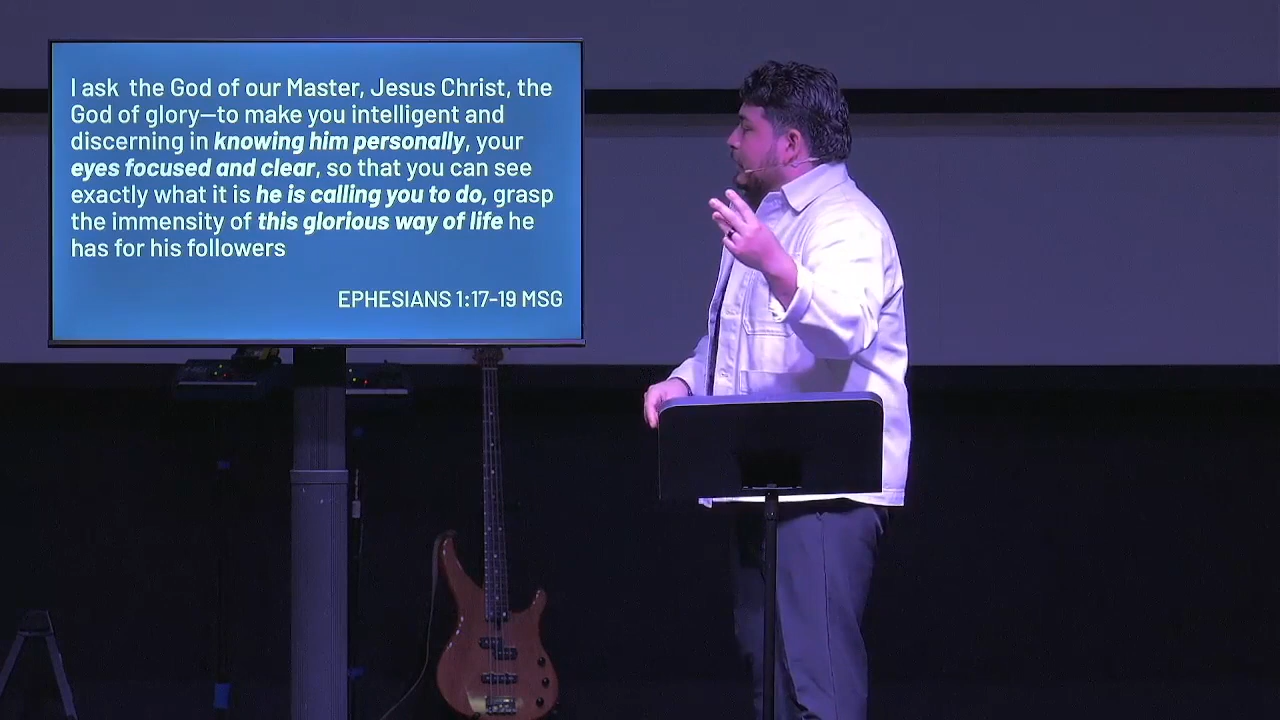 I ask  the God of our Master, Jesus Christ, the
God of glory—to make you intelligent and
discerning in knowing him personally, your
eyes focused and clear, so that you can see
exactly what it is he is calling you to do, grasp
the immensity of this glorious way of life he
has for his followers
EPHESIANS 1:17-19 MSG